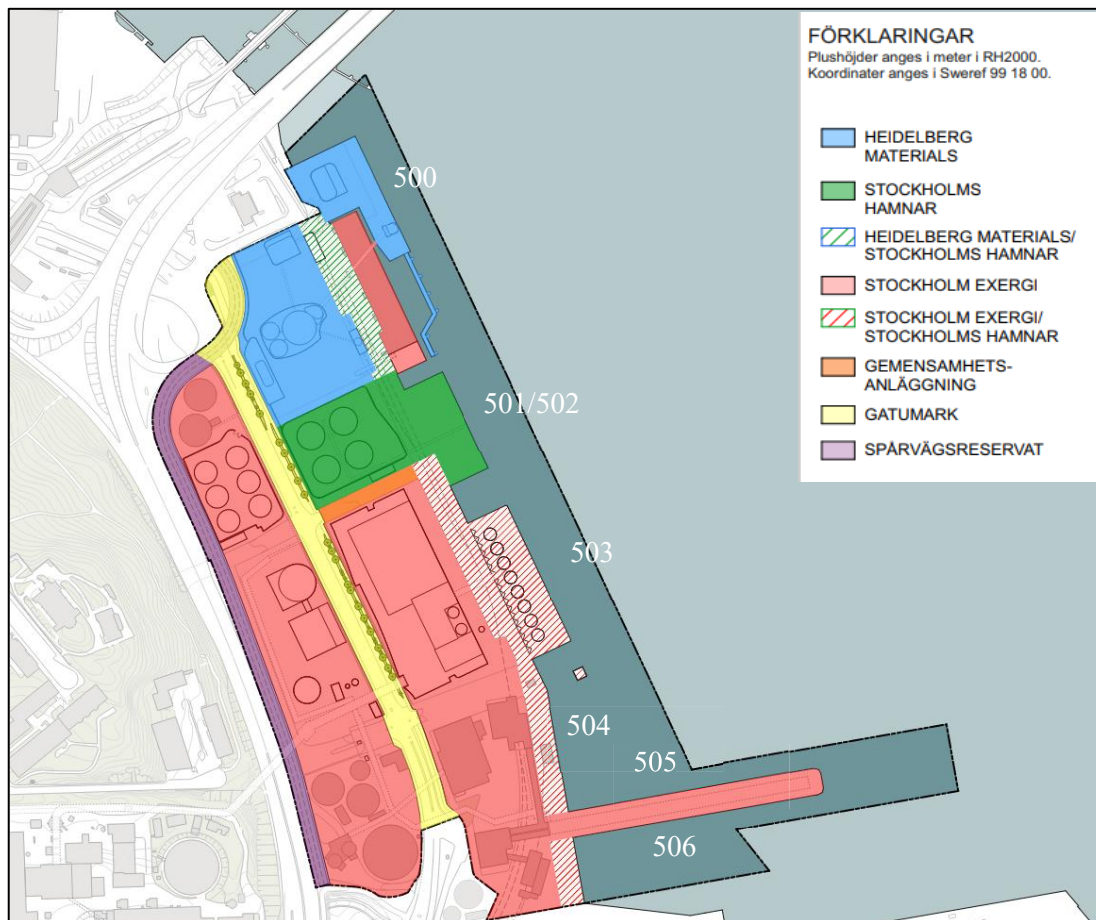 FÖRKLARINGAR
Plushöjder anges i meter i RH2000.
Koordinater anges i Sweref 99 18 00.
HEIDELBERG
MATERIALS
STOCKHOLMS
HAMNAR
HEIDELBERG MATERIALS/
STOCKHOLMS HAMNAR
STOCKHOLM EXERGI
STOCKHOLM EXERGI/
STOCKHOLMS HAMNAR
GEMENSAMHETS-
ANLÄGGNING
GATUMARK
SPÅRVÄGSRESERVAT
500
501/502
503
504
505
506